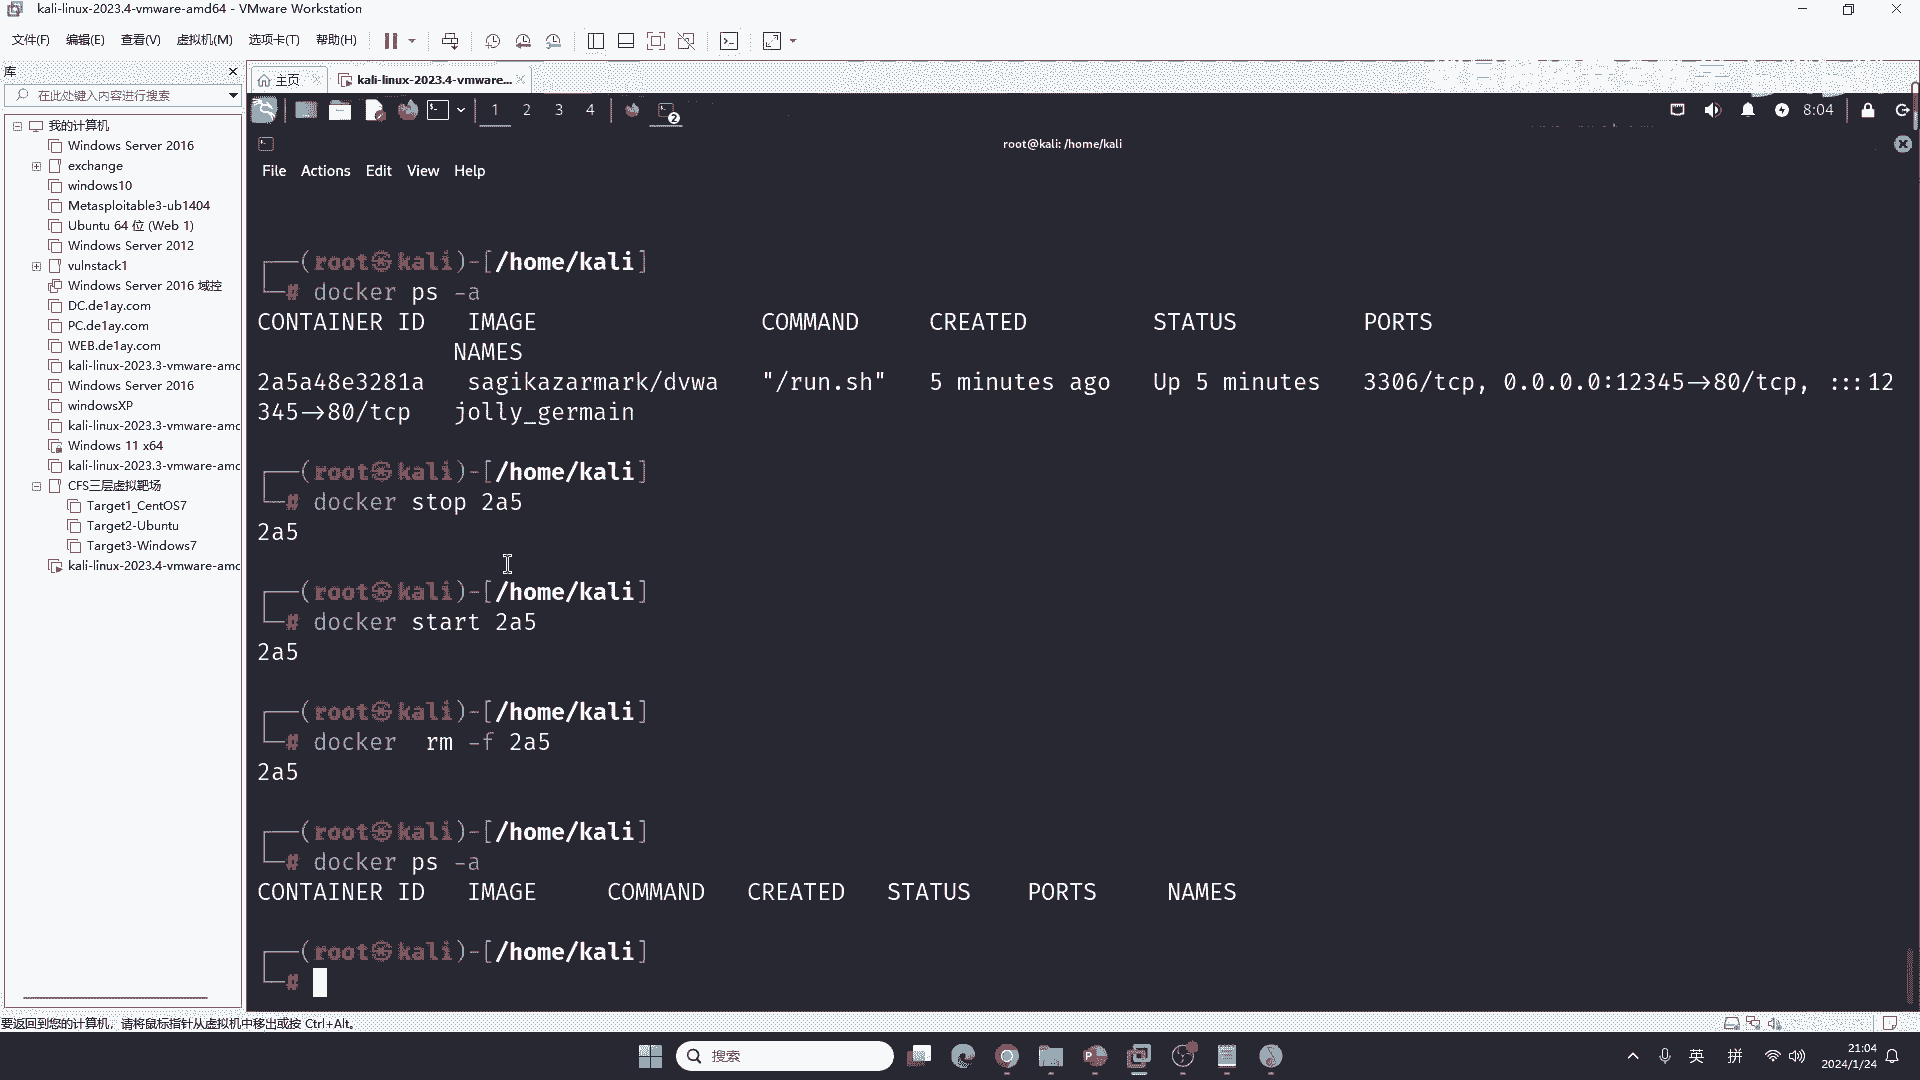 kali-linux-2023.4-vmware-amd64 - VMware Workstation
文件(F) 编辑(E) 查看(V) 虚拟机(M) 选项卡(T) 帮助(H)
库
在此处键入内容进行搜索
我的计算机
Windows Server 2016
exchange
windows10
Metasploitable3-ub1404
Ubuntu 64 位 (Web 1)
Windows Server 2012
vulnstack1
Windows Server 2016 域控
DC.de1ay.com
PC.de1ay.com
WEB.de1ay.com
kali-linux-2023.3-vmware-amd
Windows Server 2016
windowsXP
kali-linux-2023.3-vmware-amd
Windows 11 x64
kali-linux-2023.3-vmware-amd
CFS三层虚拟靶场
Target1_CentOS7
Target2-Ubuntu
Target3-Windows7
kali-linux-2023.4-vmware-amd
主页 kali-linux-2023.4-vmware...
1 2 3 4 2 8:04
root@kali: /home/kali
File Actions Edit View Help
┌──(root㉿kali)-[/home/kali]
└─# docker ps -a
CONTAINER ID IMAGE COMMAND CREATED STATUS PORTS
NAMES
2a5a48e3281a sagikazarmark/dvwa "/run.sh" 5 minutes ago Up 5 minutes 3306/tcp, 0.0.0.0:12345->80/tcp, :::12
345->80/tcp jolly_germain
┌──(root㉿kali)-[/home/kali]
└─# docker stop 2a5
2a5
┌──(root㉿kali)-[/home/kali]
└─# docker start 2a5
2a5
┌──(root㉿kali)-[/home/kali]
└─# docker  rm -f 2a5
2a5
┌──(root㉿kali)-[/home/kali]
└─# docker ps -a
CONTAINER ID IMAGE COMMAND CREATED STATUS PORTS NAMES
┌──(root㉿kali)-[/home/kali]
└─#
要返回到您的计算机，请将鼠标指针从虚拟机中移出或按 Ctrl+Alt。
搜索
英 拼
21:04
2024/1/24